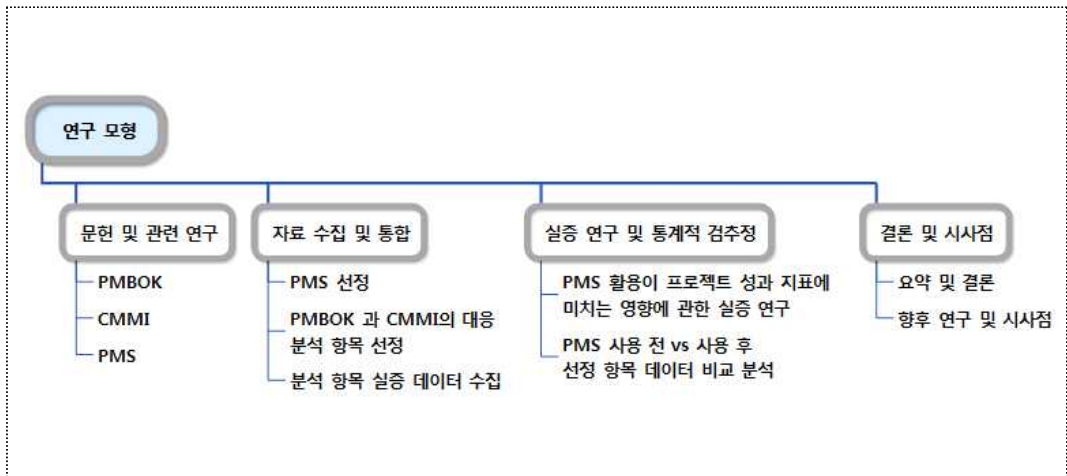 연구 모형
문헌 및 관련 연구
PMBOK
CMMI
PMS
자료 수집 및 통합
PMS 선정
PMBOK 과 CMMI의 대응
분석 항목 선정
분석 항목 실증 데이터 수집
실증 연구 및 통계적 검추정
PMS 활용이 프로젝트 성과 지표에
미치는 영향에 관한 실증 연구
PMS 사용 전 vs 사용 후
선정 항목 데이터 비교 분석
결론 및 시사점
요약 및 결론
향후 연구 및 시사점